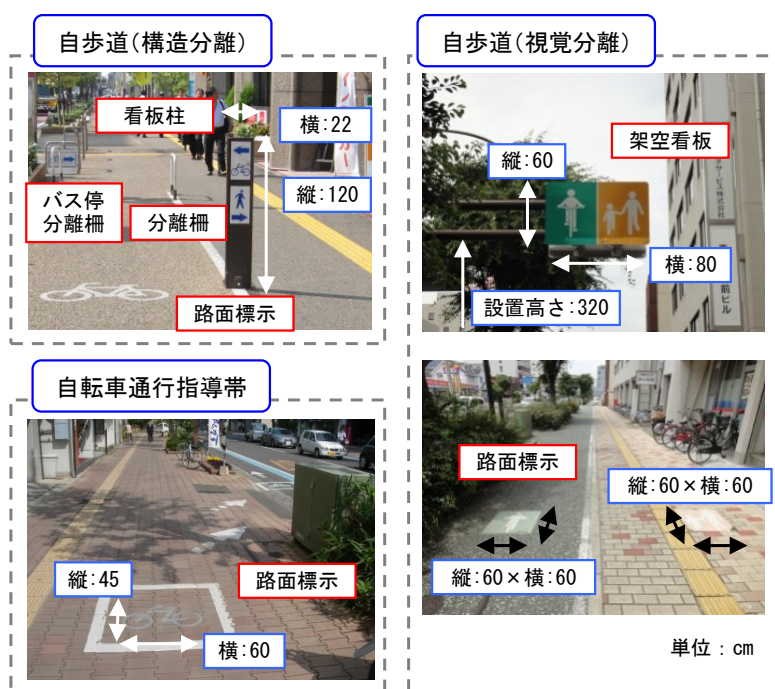 自歩道(構造分離)
看板柱
横:22
縦:120
バス停
分離柵
分離柵
路面標示
自転車通行指導帯
縦:45
路面標示
横:60
自歩道(視覚分離)
架空看板
縦:60
横:80
設置高さ:320
路面標示
縦:60×横:60
縦:60×横:60
単位:cm